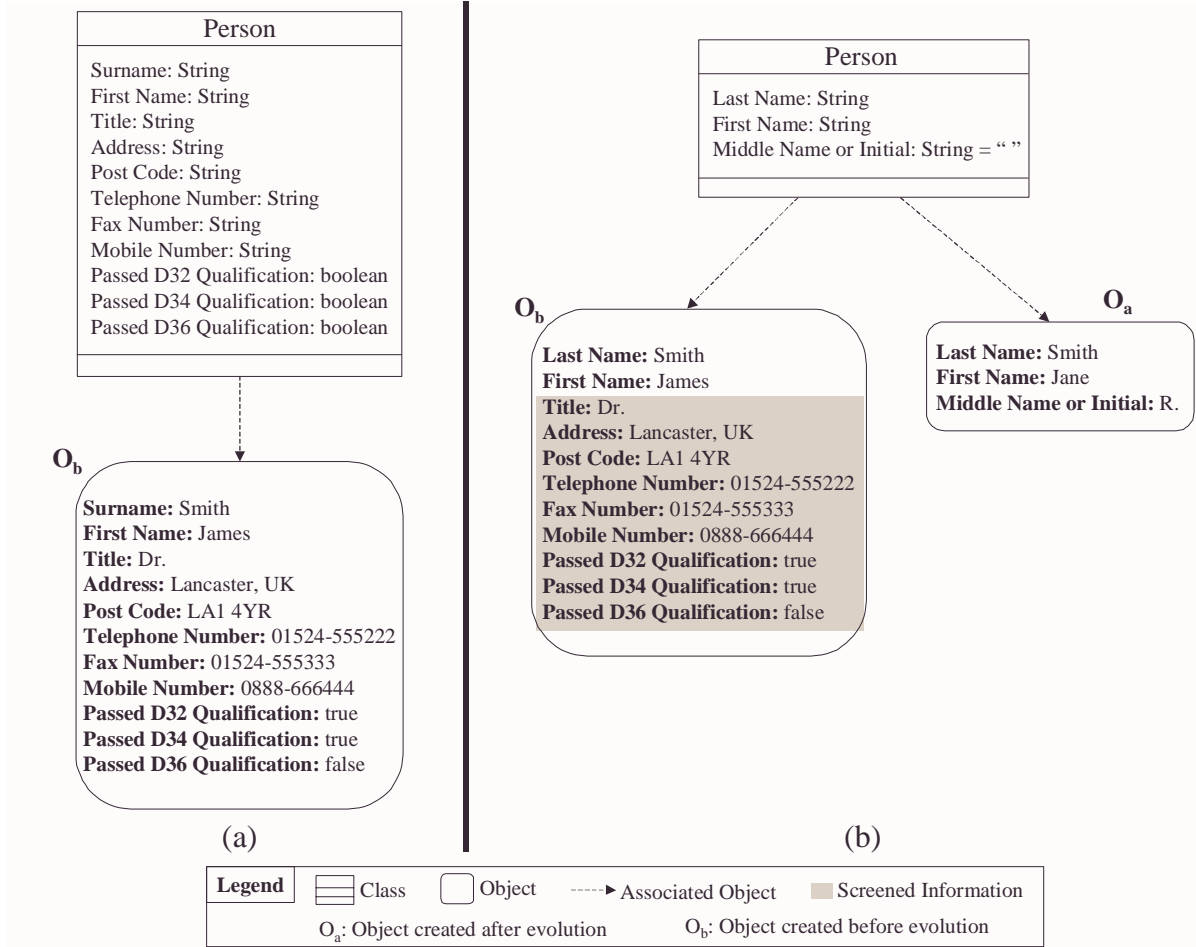 Person
Surname: String
First Name: String
Title: String
Address: String
Post Code: String
Telephone Number: String
Fax Number: String
Mobile Number: String
Passed D32 Qualification: boolean
Passed D34 Qualification: boolean
Passed D36 Qualification: boolean
Ob
Surname: Smith
First Name: James
Title: Dr.
Address: Lancaster, UK
Post Code: LA1 4YR
Telephone Number: 01524-555222
Fax Number: 01524-555333
Mobile Number: 0888-666444
Passed D32 Qualification: true
Passed D34 Qualification: true
Passed D36 Qualification: false
(a)
Person
Last Name: String
First Name: String
Middle Name or Initial: String = “ ”
Ob
Last Name: Smith
First Name: James
Title: Dr.
Address: Lancaster, UK
Post Code: LA1 4YR
Telephone Number: 01524-555222
Fax Number: 01524-555333
Mobile Number: 0888-666444
Passed D32 Qualification: true
Passed D34 Qualification: true
Passed D36 Qualification: false
Oa
Last Name: Smith
First Name: Jane
Middle Name or Initial: R.
(b)
Legend
Class
Object
Associated Object
Screened Information
Oa: Object created after evolution
Ob: Object created before evolution